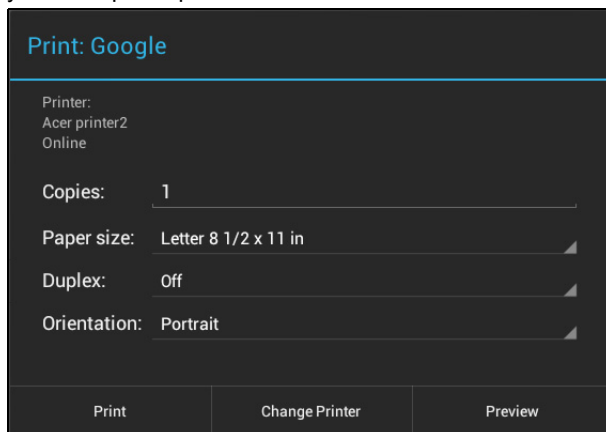 Print: Google
Printer:
Acer printer2
Online
Copies: 1
Paper size: Letter 8 1/2 x 11 in
Duplex: Off
Orientation: Portrait
Print Change Printer Preview